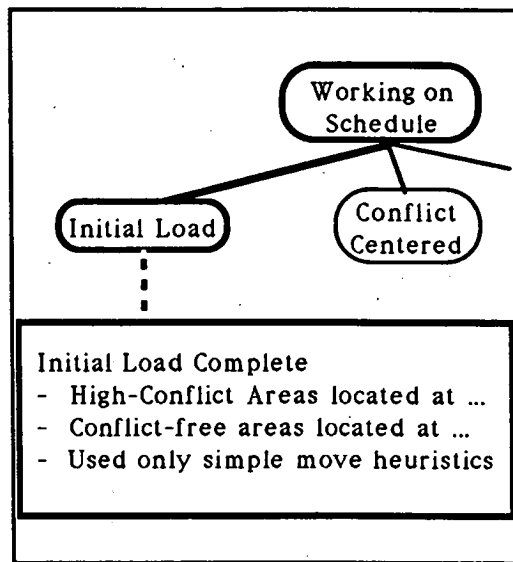 Working on
Schedule
Initial Load
Conflict
Centered
Initial Load Complete
- High-Conflict Areas located at ...
- Conflict-free areas located at ...
- Used only simple move heuristics